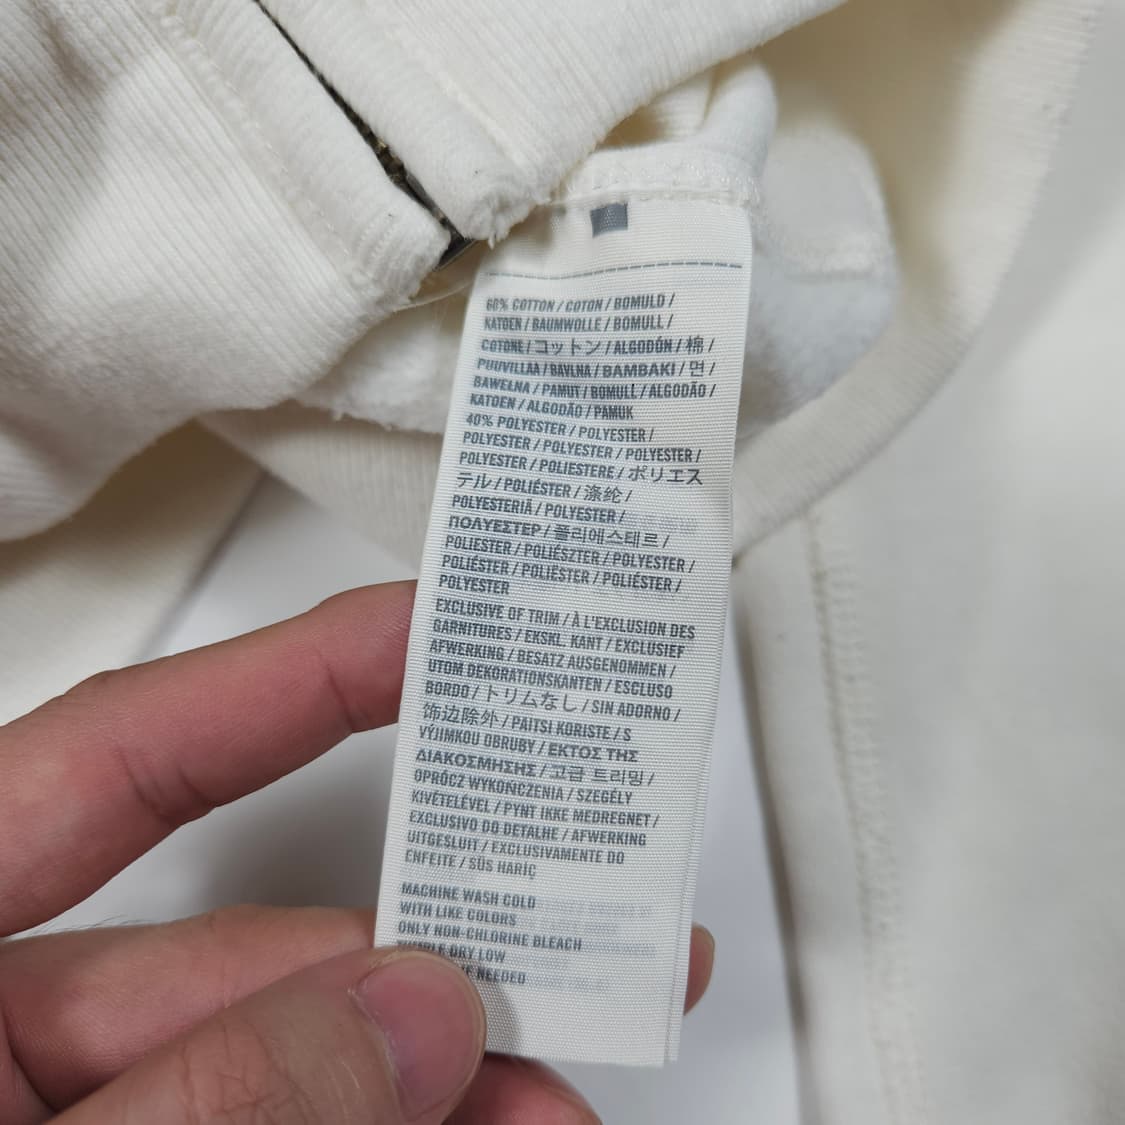 60% COTTON / COTON / BOMULD /
KATOEN / BAUMWOLLE / BOMULL /
COTONE / コットン / ALGODÓN / 棉 /
PUUVILLAA / BAVLNA / BAMBAKI / 면 /
BAWEŁNA / PAMUT / BOMULL / ALGODÃO /
KATOEN / ALGODÃO / PAMUK
40% POLYESTER / POLYESTER /
POLYESTER / POLYESTER / POLYESTER /
POLYESTER / POLIESTERE / ポリエス
テル / POLIÉSTER / 涤纶 /
POLYESTERIÄ / POLYESTER /
ΠΟΛΥΕΣΤΕΡ / 폴리에스테르 /
POLIESTER / POLIÉSZTER / POLYESTER /
POLIÉSTER / POLIËSTER / POLIÉSTER /
POLYESTER
EXCLUSIVE OF TRIM / À L'EXCLUSION DES
GARNITURES / EKSKL. KANT / EXCLUSIEF
AFWERKING / BESATZ AUSGENOMMEN /
UTOM DEKORATIONSKANTEN / ESCLUSO
BORDO / トリムなし / SIN ADORNO /
饰边除外 / PAITSI KORISTE / S
VÝJIMKOU OBRUBY / ΕΚΤΟΣ ΤΗΣ
ΔΙΑΚΟΣΜΗΣΗΣ / 고급 트리밍 /
OPRÓCZ WYKOŃCZENIA / SZEGÉLY
KIVÉTELÉVEL / PYNT IKKE MEDREGNET /
EXCLUSIVO DO DETALHE / AFWERKING
UITGESLUIT / EXCLUSIVAMENTE DO
ENFEITE / SÜS HARİÇ
MACHINE WASH COLD
WITH LIKE COLORS
ONLY NON-CHLORINE BLEACH
DRY LOW
NEEDED